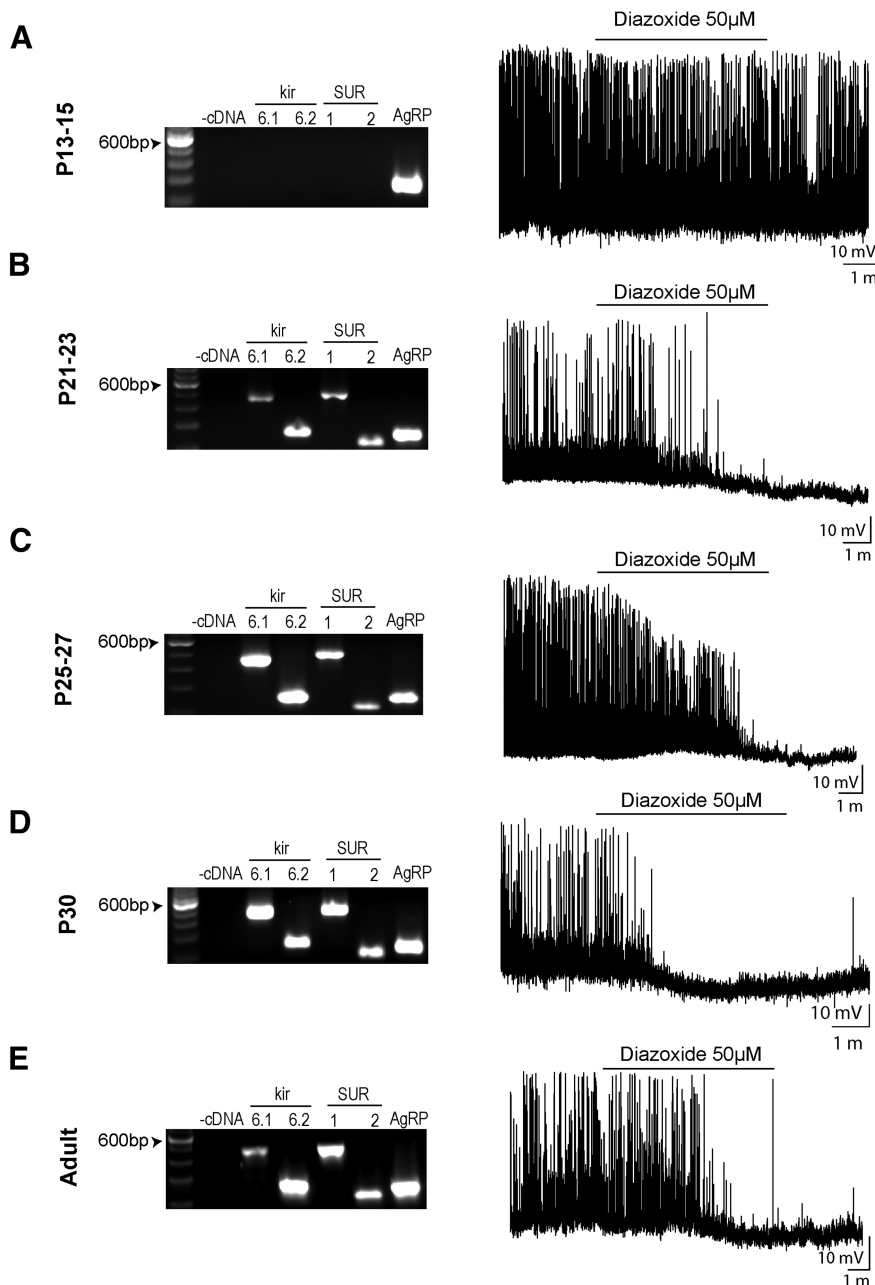 A
P13-15
kir SUR
-cDNA 6.1 6.2 1 2 AgRP
600bp
Diazoxide 50µM
10 mV
1 m
B
P21-23
kir SUR
-cDNA 6.1 6.2 1 2 AgRP
600bp
Diazoxide 50µM
10 mV
1 m
C
P25-27
kir SUR
-cDNA 6.1 6.2 1 2 AgRP
600bp
Diazoxide 50µM
10 mV
1 m
D
P30
kir SUR
-cDNA 6.1 6.2 1 2 AgRP
600bp
Diazoxide 50µM
10 mV
1 m
E
Adult
kir SUR
-cDNA 6.1 6.2 1 2 AgRP
600bp
Diazoxide 50µM
10 mV
1 m